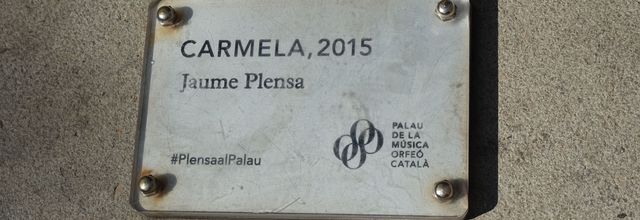 CARMELA, 2015
Jaume Plensa
#PlensaalPalau
PALAU
DE LA
MÚSICA
ORFEÓ
CATALÀ